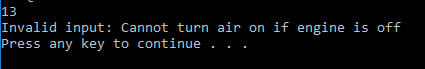 13
Invalid input: Cannot turn air on if engine is off
Press any key to continue . . .